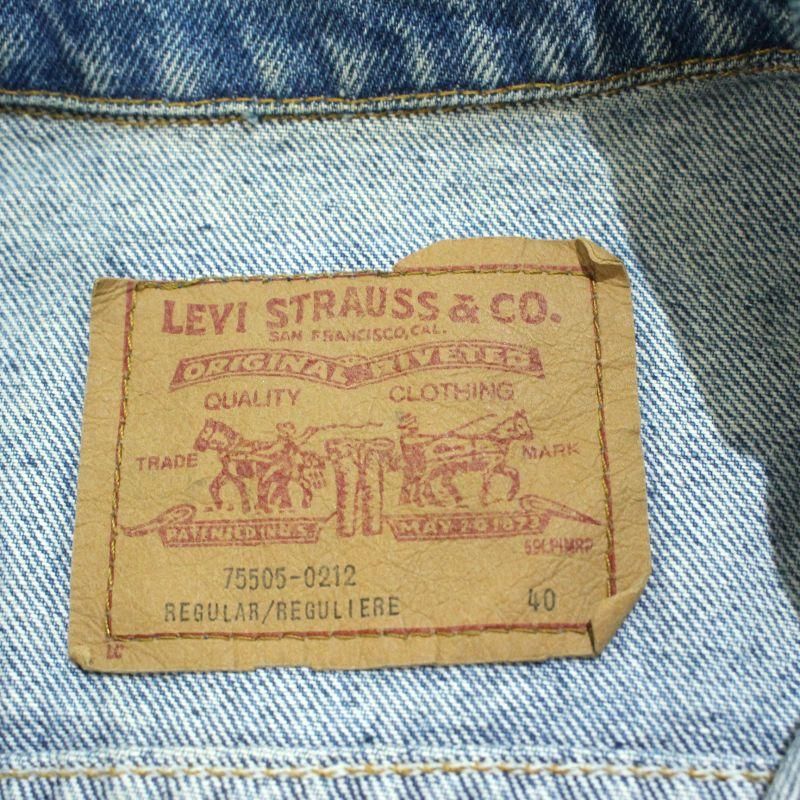 LEVI STRAUSS & CO.
SAN FRANCISCO, CAL.
ORIGINAL RIVETED
QUALITY CLOTHING
TRADE MARK
PATENTED IN U.S. MAY 20 1873
75505-0212
REGULAR/REGULIERE 40